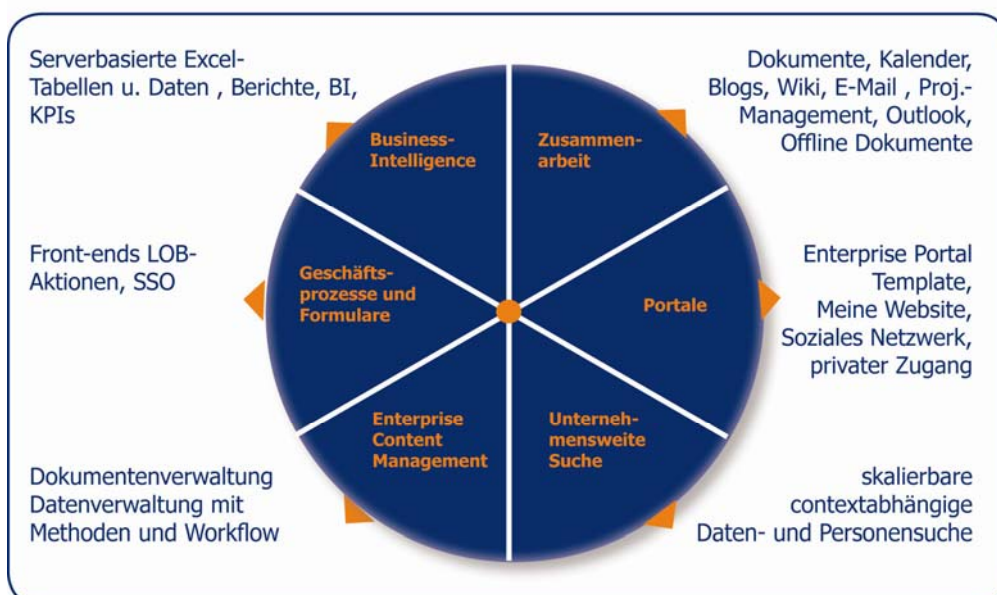 Serverbasierte Excel-
Tabellen u. Daten , Berichte, BI,
KPIs
Dokumente, Kalender,
Blogs, Wiki, E-Mail , Proj.-
Management, Outlook,
Offline Dokumente
Business-
Intelligence
Zusammen-
arbeit
Front-ends LOB-
Aktionen, SSO
Geschäfts-
prozesse und
Formulare
Portale
Enterprise Portal
Template,
Meine Website,
Soziales Netzwerk,
privater Zugang
Enterprise
Content
Management
Unterneh-
mensweite
Suche
Dokumentenverwaltung
Datenverwaltung mit
Methoden und Workflow
skalierbare
contextabhängige
Daten- und Personensuche